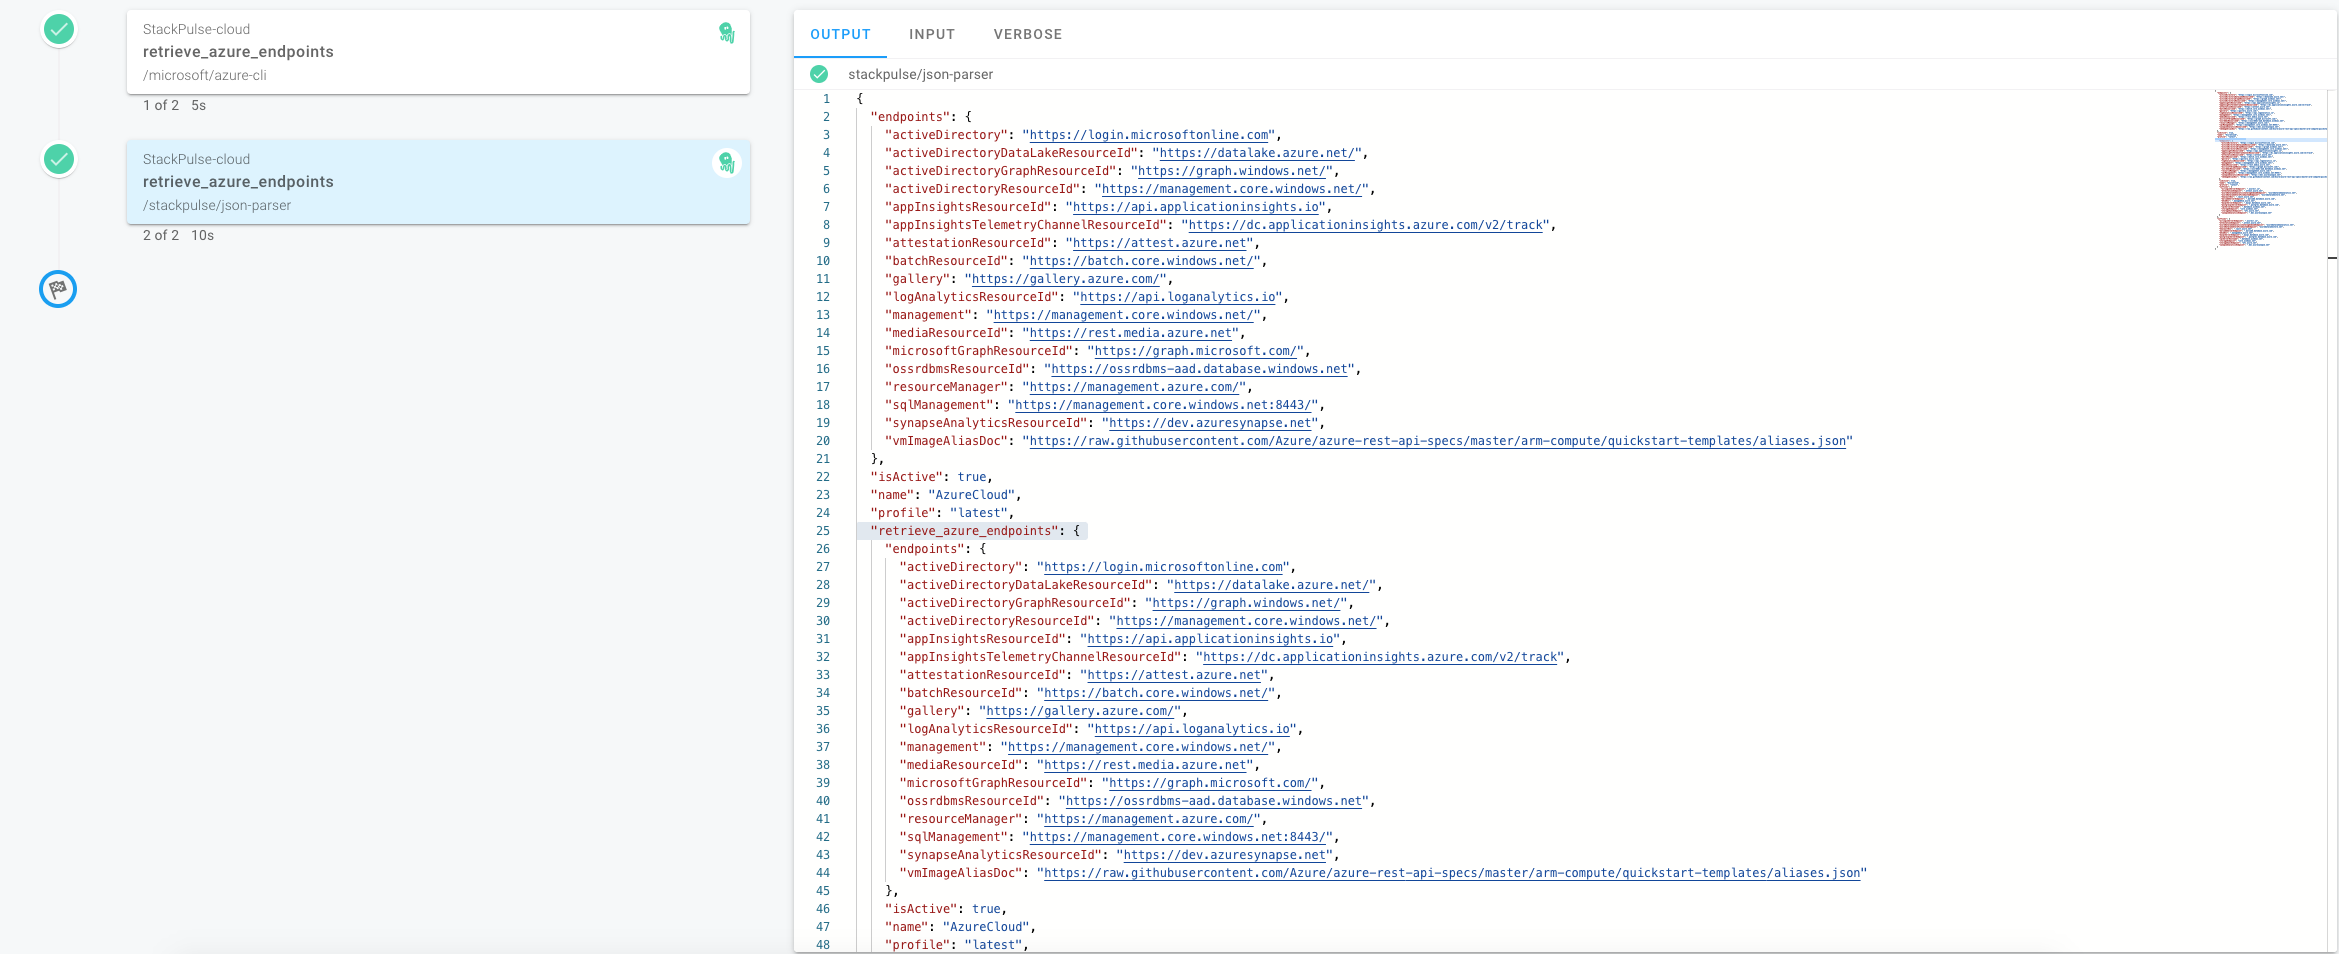 StackPulse-cloud
retrieve_azure_endpoints
/microsoft/azure-cli
1 of 2 5s
StackPulse-cloud
retrieve_azure_endpoints
/stackpulse/json-parser
2 of 2 10s
OUTPUT INPUT VERBOSE
stackpulse/json-parser
1 {
2 "endpoints": {
3 "activeDirectory": "https://login.microsoftonline.com",
4 "activeDirectoryDataLakeResourceId": "https://datalake.azure.net/",
5 "activeDirectoryGraphResourceId": "https://graph.windows.net/",
6 "activeDirectoryResourceId": "https://management.core.windows.net/",
7 "appInsightsResourceId": "https://api.applicationinsights.io",
8 "appInsightsTelemetryChannelResourceId": "https://dc.applicationinsights.azure.com/v2/track",
9 "attestationResourceId": "https://attest.azure.net",
10 "batchResourceId": "https://batch.core.windows.net/",
11 "gallery": "https://gallery.azure.com/",
12 "logAnalyticsResourceId": "https://api.loganalytics.io",
13 "management": "https://management.core.windows.net/",
14 "mediaResourceId": "https://rest.media.azure.net",
15 "microsoftGraphResourceId": "https://graph.microsoft.com/",
16 "ossrdbmsResourceId": "https://ossrdbms-aad.database.windows.net",
17 "resourceManager": "https://management.azure.com/",
18 "sqlManagement": "https://management.core.windows.net:8443/",
19 "synapseAnalyticsResourceId": "https://dev.azuresynapse.net",
20 "vmImageAliasDoc": "https://raw.githubusercontent.com/Azure/azure-rest-api-specs/master/arm-compute/quickstart-templates/aliases.json"
21 },
22 "isActive": true,
23 "name": "AzureCloud",
24 "profile": "latest",
25 "retrieve_azure_endpoints": {
26 "endpoints": {
27 "activeDirectory": "https://login.microsoftonline.com",
28 "activeDirectoryDataLakeResourceId": "https://datalake.azure.net/",
29 "activeDirectoryGraphResourceId": "https://graph.windows.net/",
30 "activeDirectoryResourceId": "https://management.core.windows.net/",
31 "appInsightsResourceId": "https://api.applicationinsights.io",
32 "appInsightsTelemetryChannelResourceId": "https://dc.applicationinsights.azure.com/v2/track",
33 "attestationResourceId": "https://attest.azure.net",
34 "batchResourceId": "https://batch.core.windows.net/",
35 "gallery": "https://gallery.azure.com/",
36 "logAnalyticsResourceId": "https://api.loganalytics.io",
37 "management": "https://management.core.windows.net/",
38 "mediaResourceId": "https://rest.media.azure.net",
39 "microsoftGraphResourceId": "https://graph.microsoft.com/",
40 "ossrdbmsResourceId": "https://ossrdbms-aad.database.windows.net",
41 "resourceManager": "https://management.azure.com/",
42 "sqlManagement": "https://management.core.windows.net:8443/",
43 "synapseAnalyticsResourceId": "https://dev.azuresynapse.net",
44 "vmImageAliasDoc": "https://raw.githubusercontent.com/Azure/azure-rest-api-specs/master/arm-compute/quickstart-templates/aliases.json"
45 },
46 "isActive": true,
47 "name": "AzureCloud",
48 "profile": "latest",